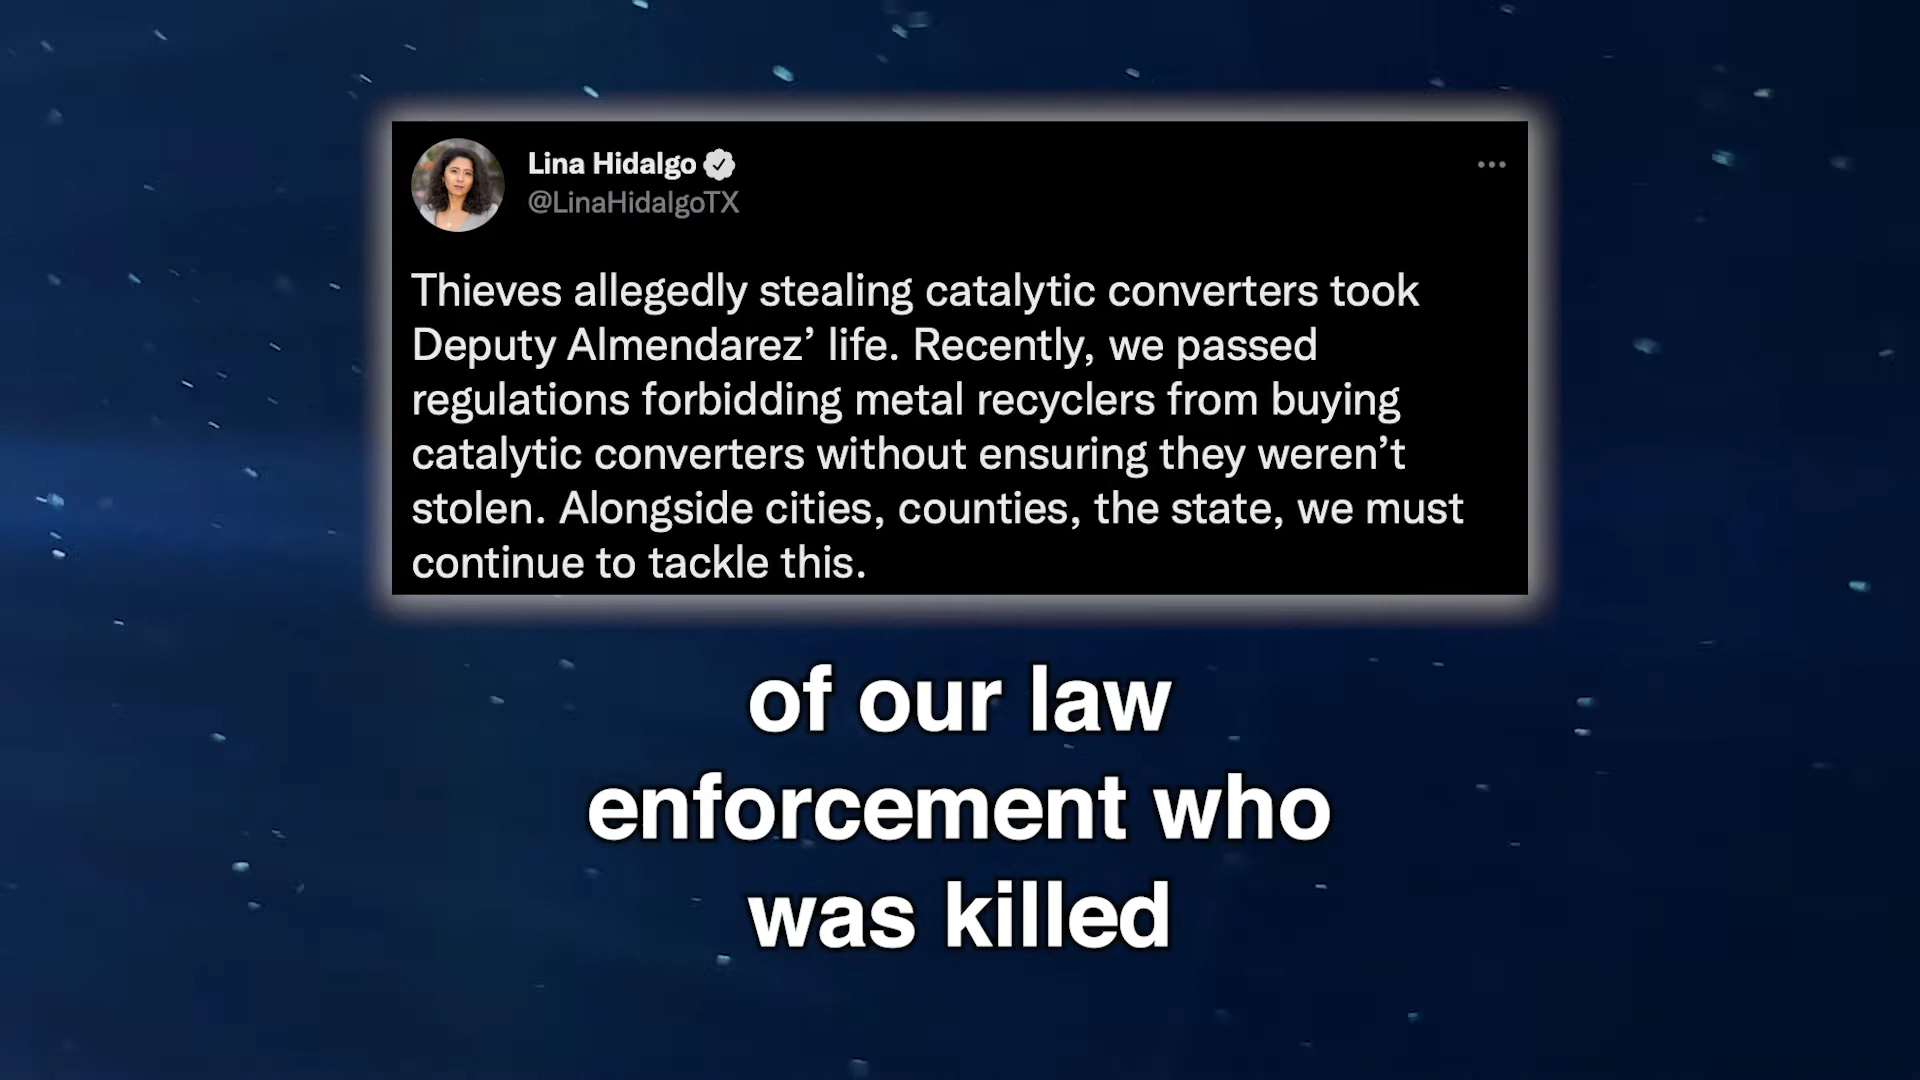 Lina Hidalgo
@LinaHidalgoTX
Thieves allegedly stealing catalytic converters took
Deputy Almendarez’ life. Recently, we passed
regulations forbidding metal recyclers from buying
catalytic converters without ensuring they weren’t
stolen. Alongside cities, counties, the state, we must
continue to tackle this.
of our law
enforcement who
was killed